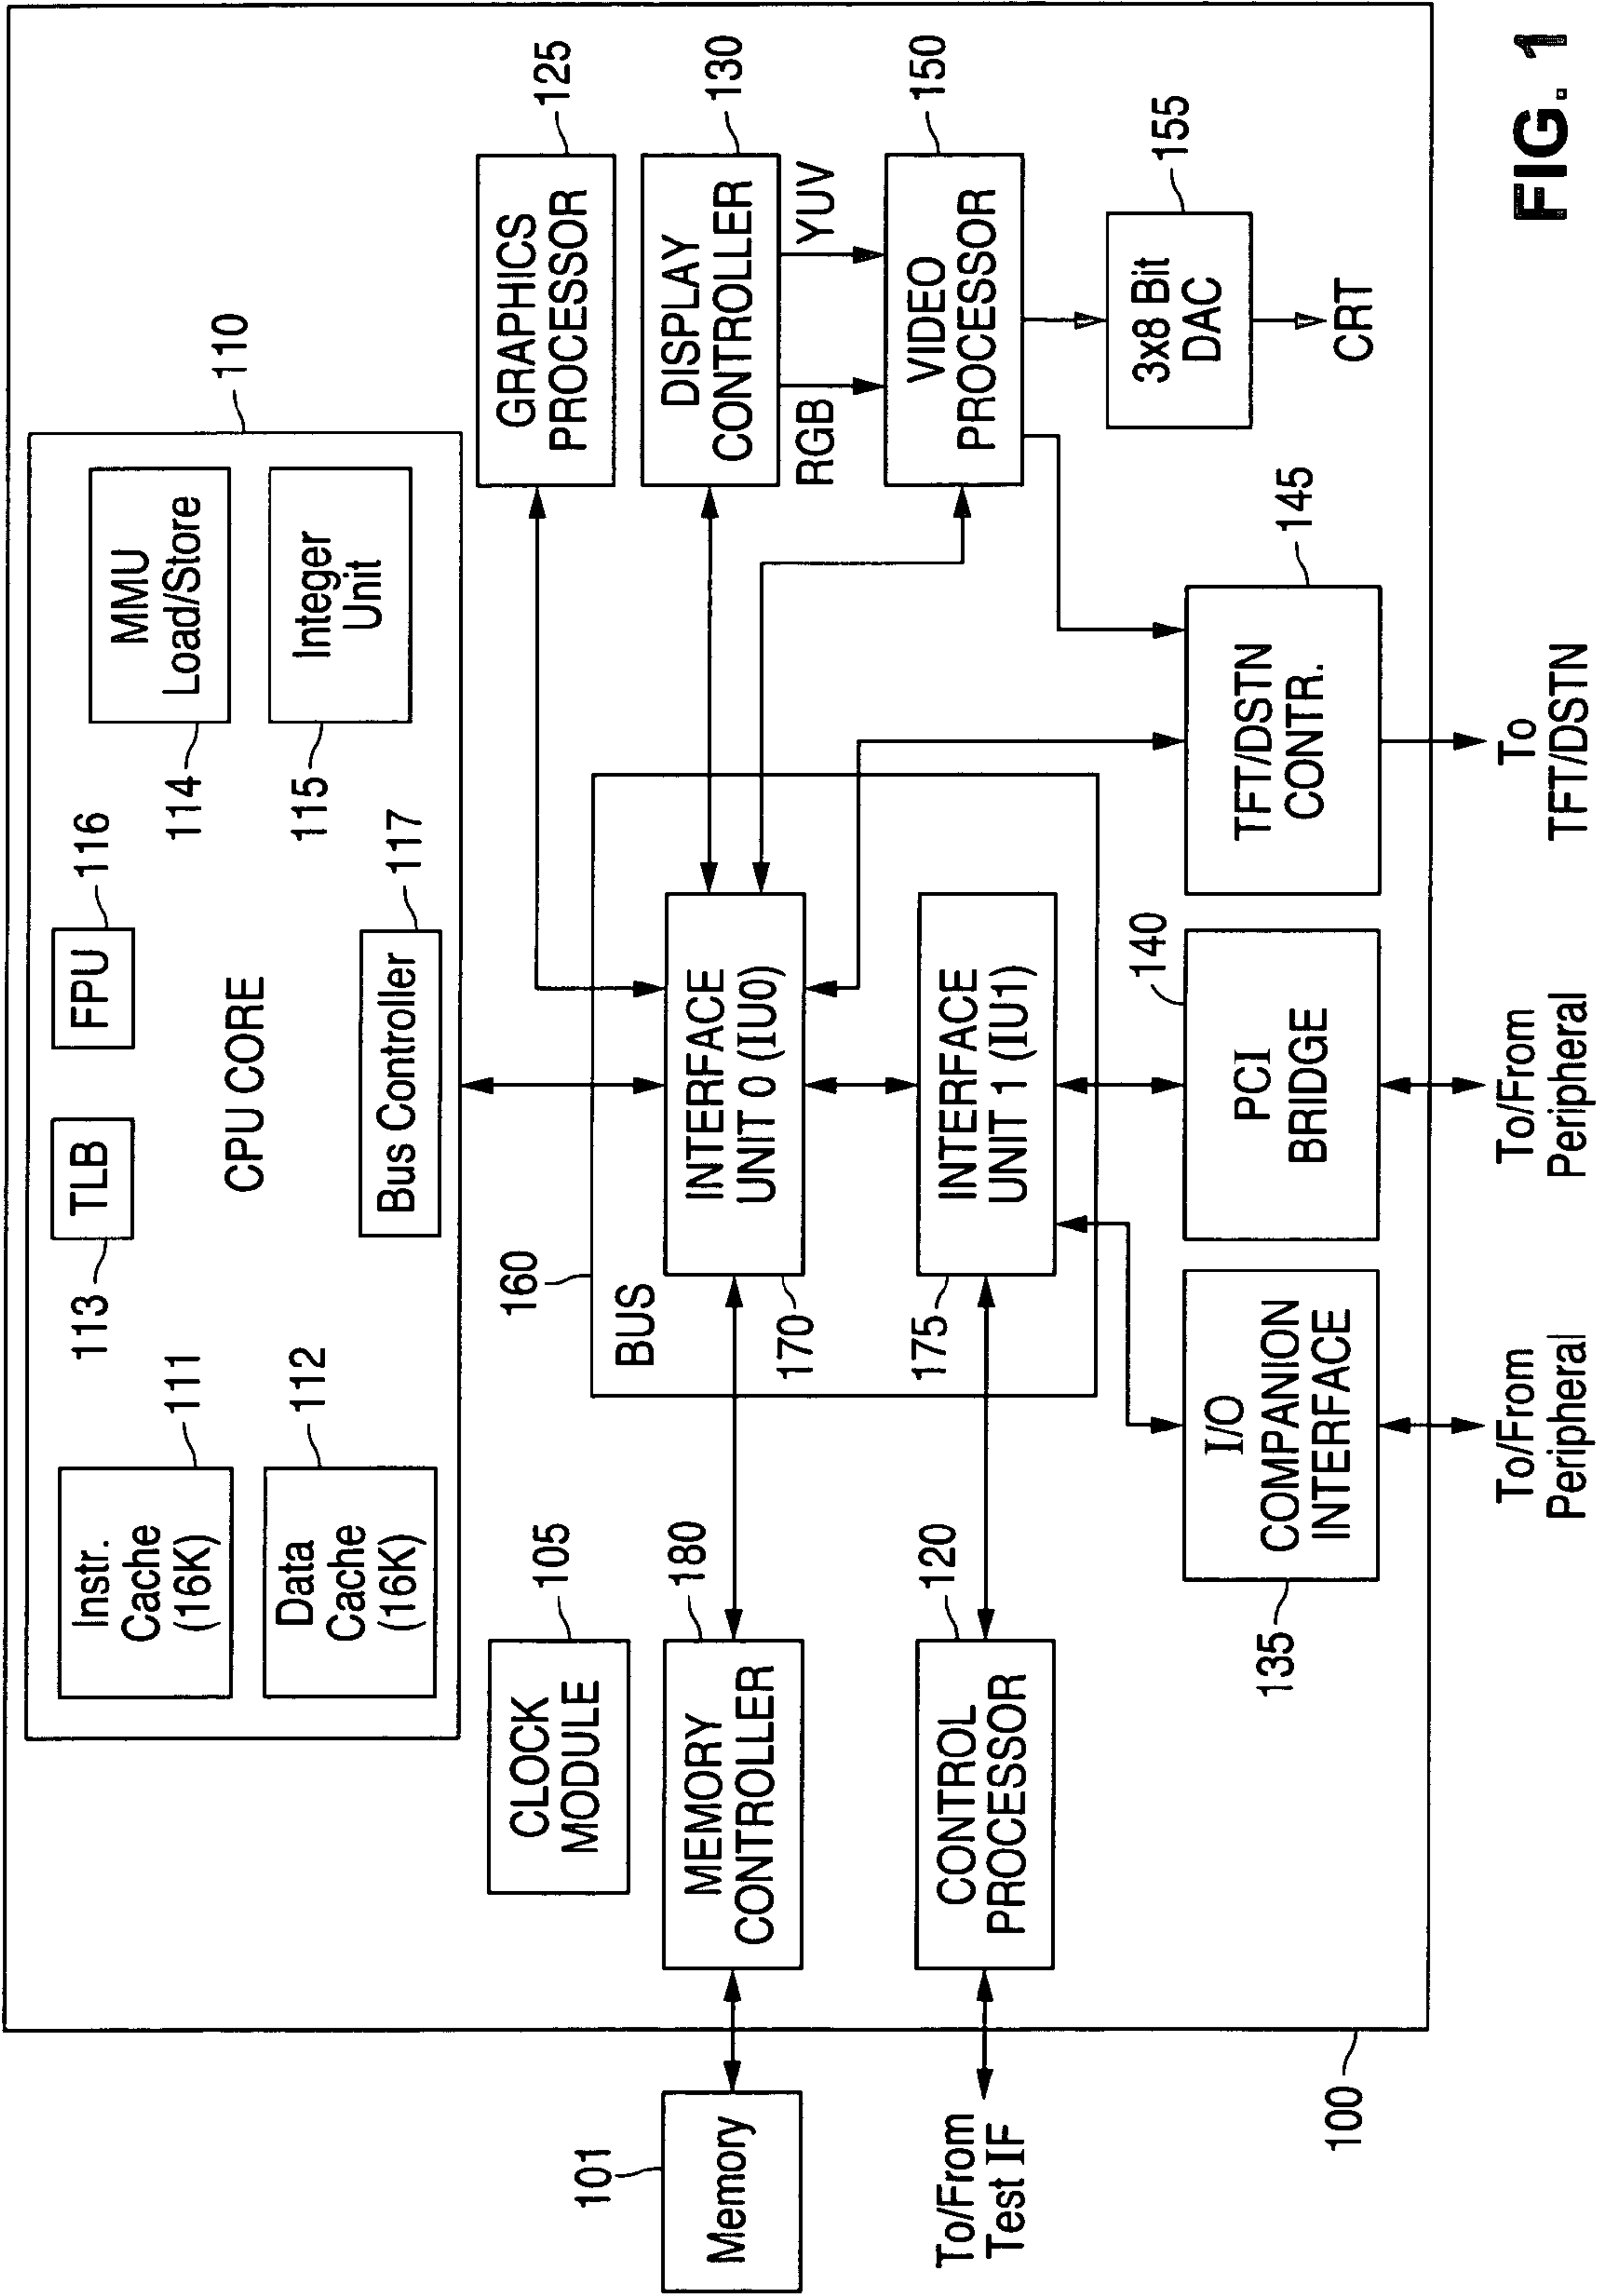 110
Instr.
Cache
(16K)
111
Data
Cache
(16K)
112
TLB
113
FPU
116
MMU
Load/Store
114
Integer
Unit
115
CPU CORE
Bus Controller
117
CLOCK
MODULE
105
GRAPHICS
PROCESSOR
125
101
Memory
MEMORY
CONTROLLER
180
160
BUS
INTERFACE
UNIT 0 (IU0)
170
DISPLAY
CONTROLLER
130
RGB
YUV
To/From
Test IF
CONTROL
PROCESSOR
120
INTERFACE
UNIT 1 (IU1)
175
VIDEO
PROCESSOR
150
3x8 Bit
DAC
155
CRT
I/O
COMPANION
INTERFACE
135
PCI
BRIDGE
140
TFT/DSTN
CONTR.
145
100
To/From
Peripheral
To/From
Peripheral
To
TFT/DSTN
FIG. 1